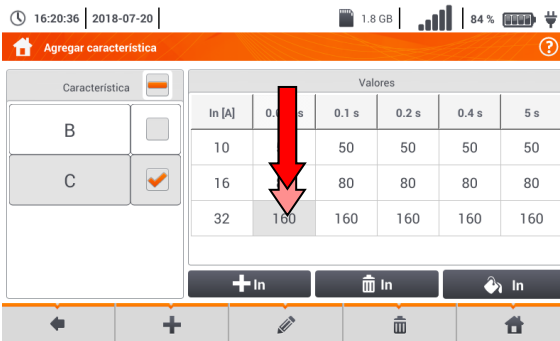 16:20:36 2018-07-20 1.8 GB 84 %
Agregar característica ?
Característica
B
C
Valores
In [A] 0.1 s 0.2 s 0.4 s 5 s
10 50 50 50 50
16 80 80 80 80
32 160 160 160 160 160
In In In